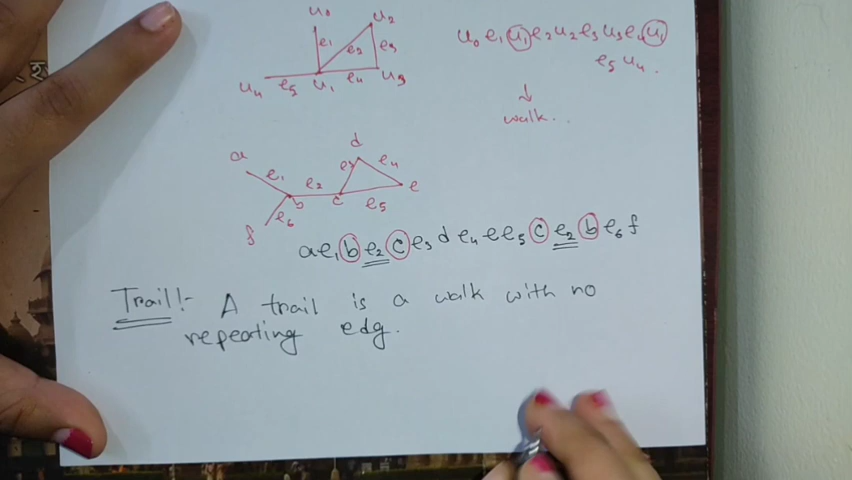 u₀
u₂
e₁
e₂
e₃
u₄
e₅
u₁
e₄
u₃
u₀ e₁ u₁ e₂ u₂ e₃ u₃ e₄ u₁
e₅ u₄.
↓
walk..
d
a
e₁
e₃
e₄
e₂
b
c
e₅
e
f
e₆
a e₁ b e₂ c e₃ d e₄ e e₅ c e₂ b e₆ f
Trail!- A trail is a walk with no
repeating edg.